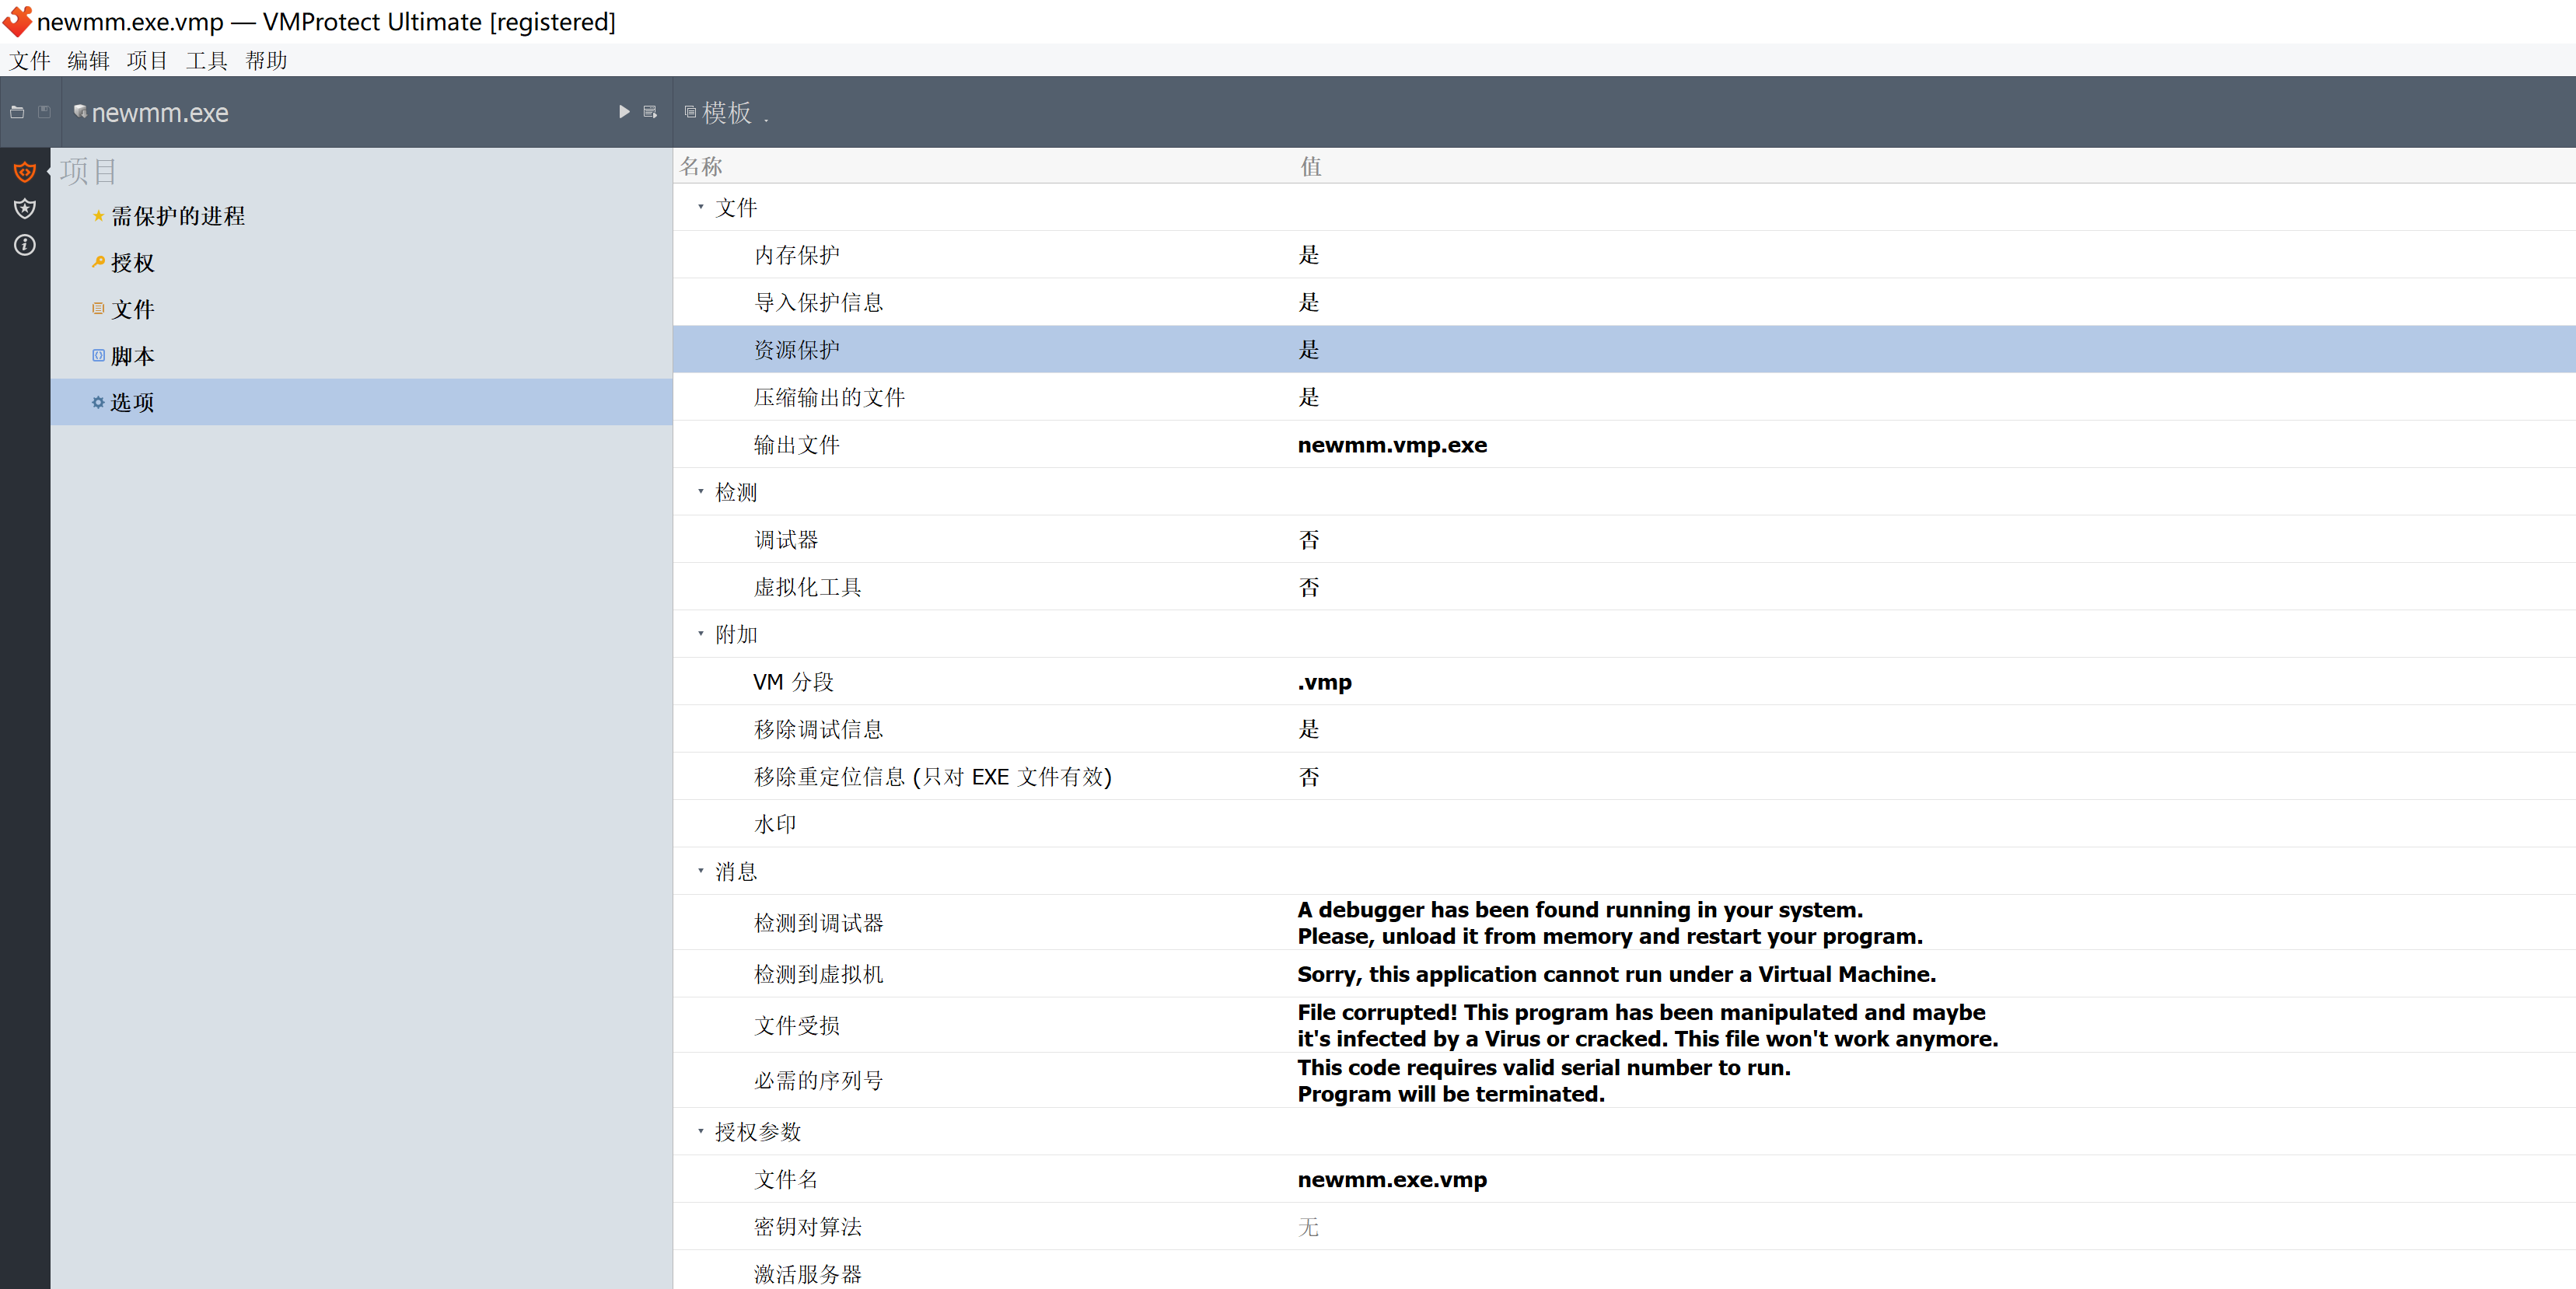 newmm.exe.vmp — VMProtect Ultimate [registered]
文件 编辑 项目 工具 帮助
newmm.exe
模板 .
项目
需保护的进程
授权
文件
脚本
选项
名称 值
文件
内存保护 是
导入保护信息 是
资源保护 是
压缩输出的文件 是
输出文件 newmm.vmp.exe
检测
调试器 否
虚拟化工具 否
附加
VM 分段 .vmp
移除调试信息 是
移除重定位信息 (只对 EXE 文件有效) 否
水印
消息
检测到调试器 A debugger has been found running in your system.
Please, unload it from memory and restart your program.
检测到虚拟机 Sorry, this application cannot run under a Virtual Machine.
文件受损 File corrupted! This program has been manipulated and maybe
it's infected by a Virus or cracked. This file won't work anymore.
必需的序列号 This code requires valid serial number to run.
Program will be terminated.
授权参数
文件名 newmm.exe.vmp
密钥对算法 无
激活服务器